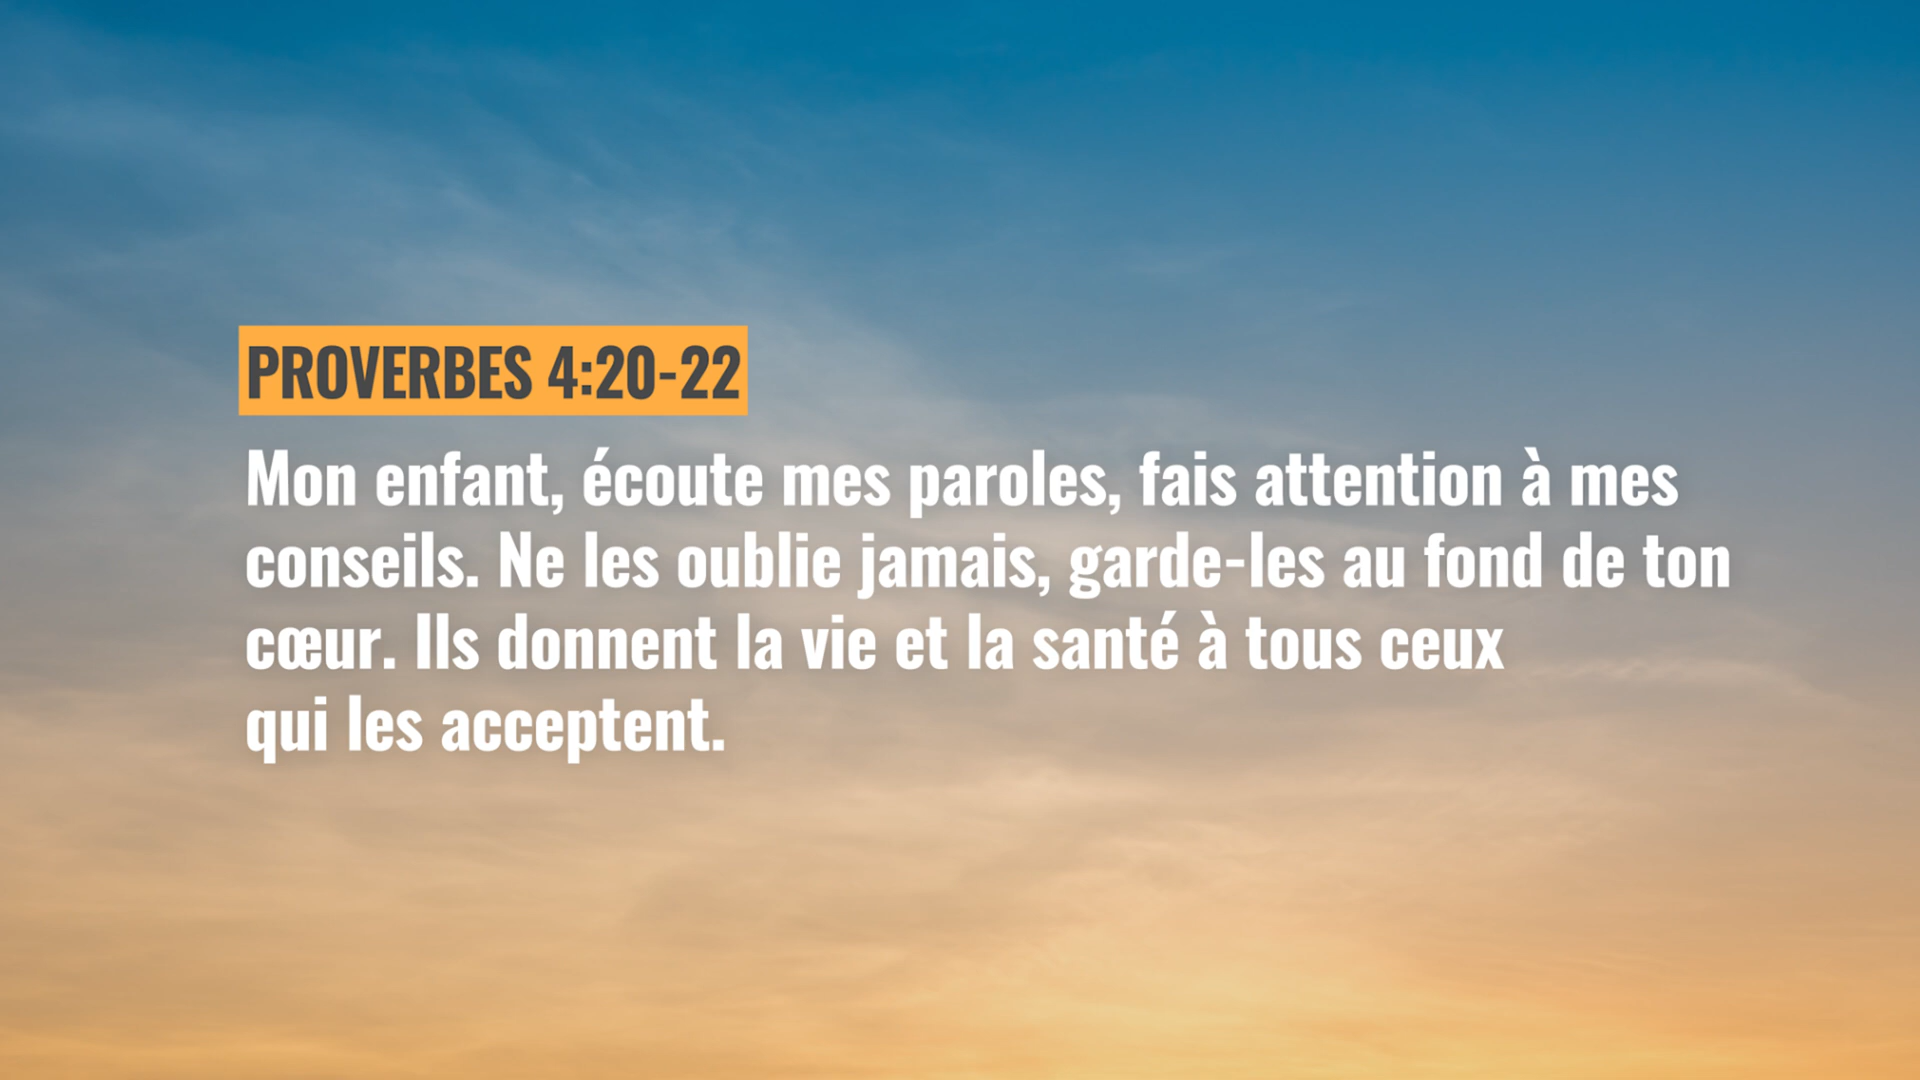 PROVERBES 4:20-22
Mon enfant, écoute mes paroles, fais attention à mes
conseils. Ne les oublie jamais, garde-les au fond de ton
cœur. Ils donnent la vie et la santé à tous ceux
qui les acceptent.